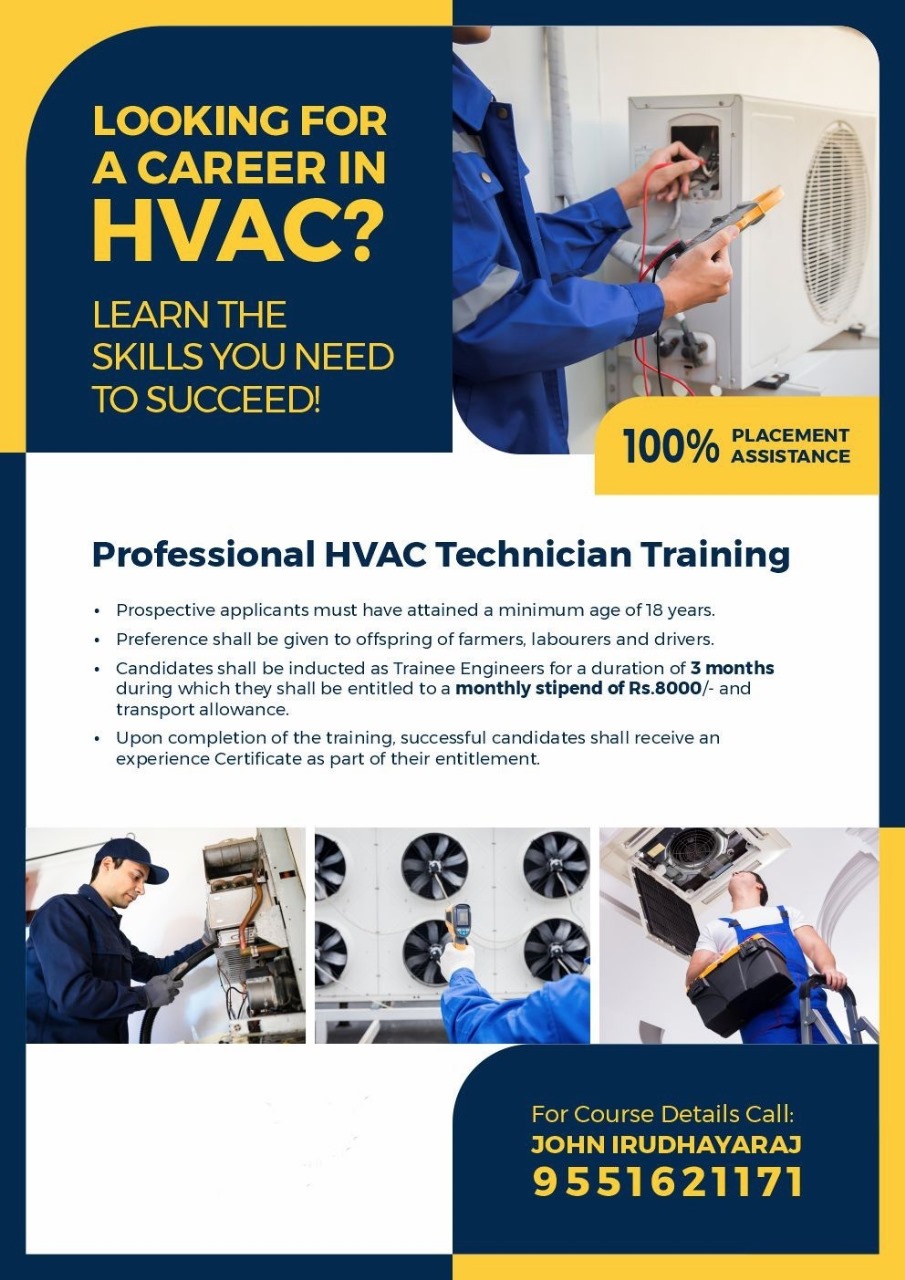 LOOKING FOR
A CAREER IN
HVAC?
LEARN THE
SKILLS YOU NEED
TO SUCCEED!
100% PLACEMENT
ASSISTANCE
Professional HVAC Technician Training
• Prospective applicants must have attained a minimum age of 18 years.
• Preference shall be given to offspring of farmers, labourers and drivers.
• Candidates shall be inducted as Trainee Engineers for a duration of 3 months
during which they shall be entitled to a monthly stipend of Rs.8000/- and
transport allowance.
• Upon completion of the training, successful candidates shall receive an
experience Certificate as part of their entitlement.
For Course Details Call:
JOHN IRUDHAYARAJ
9551621171